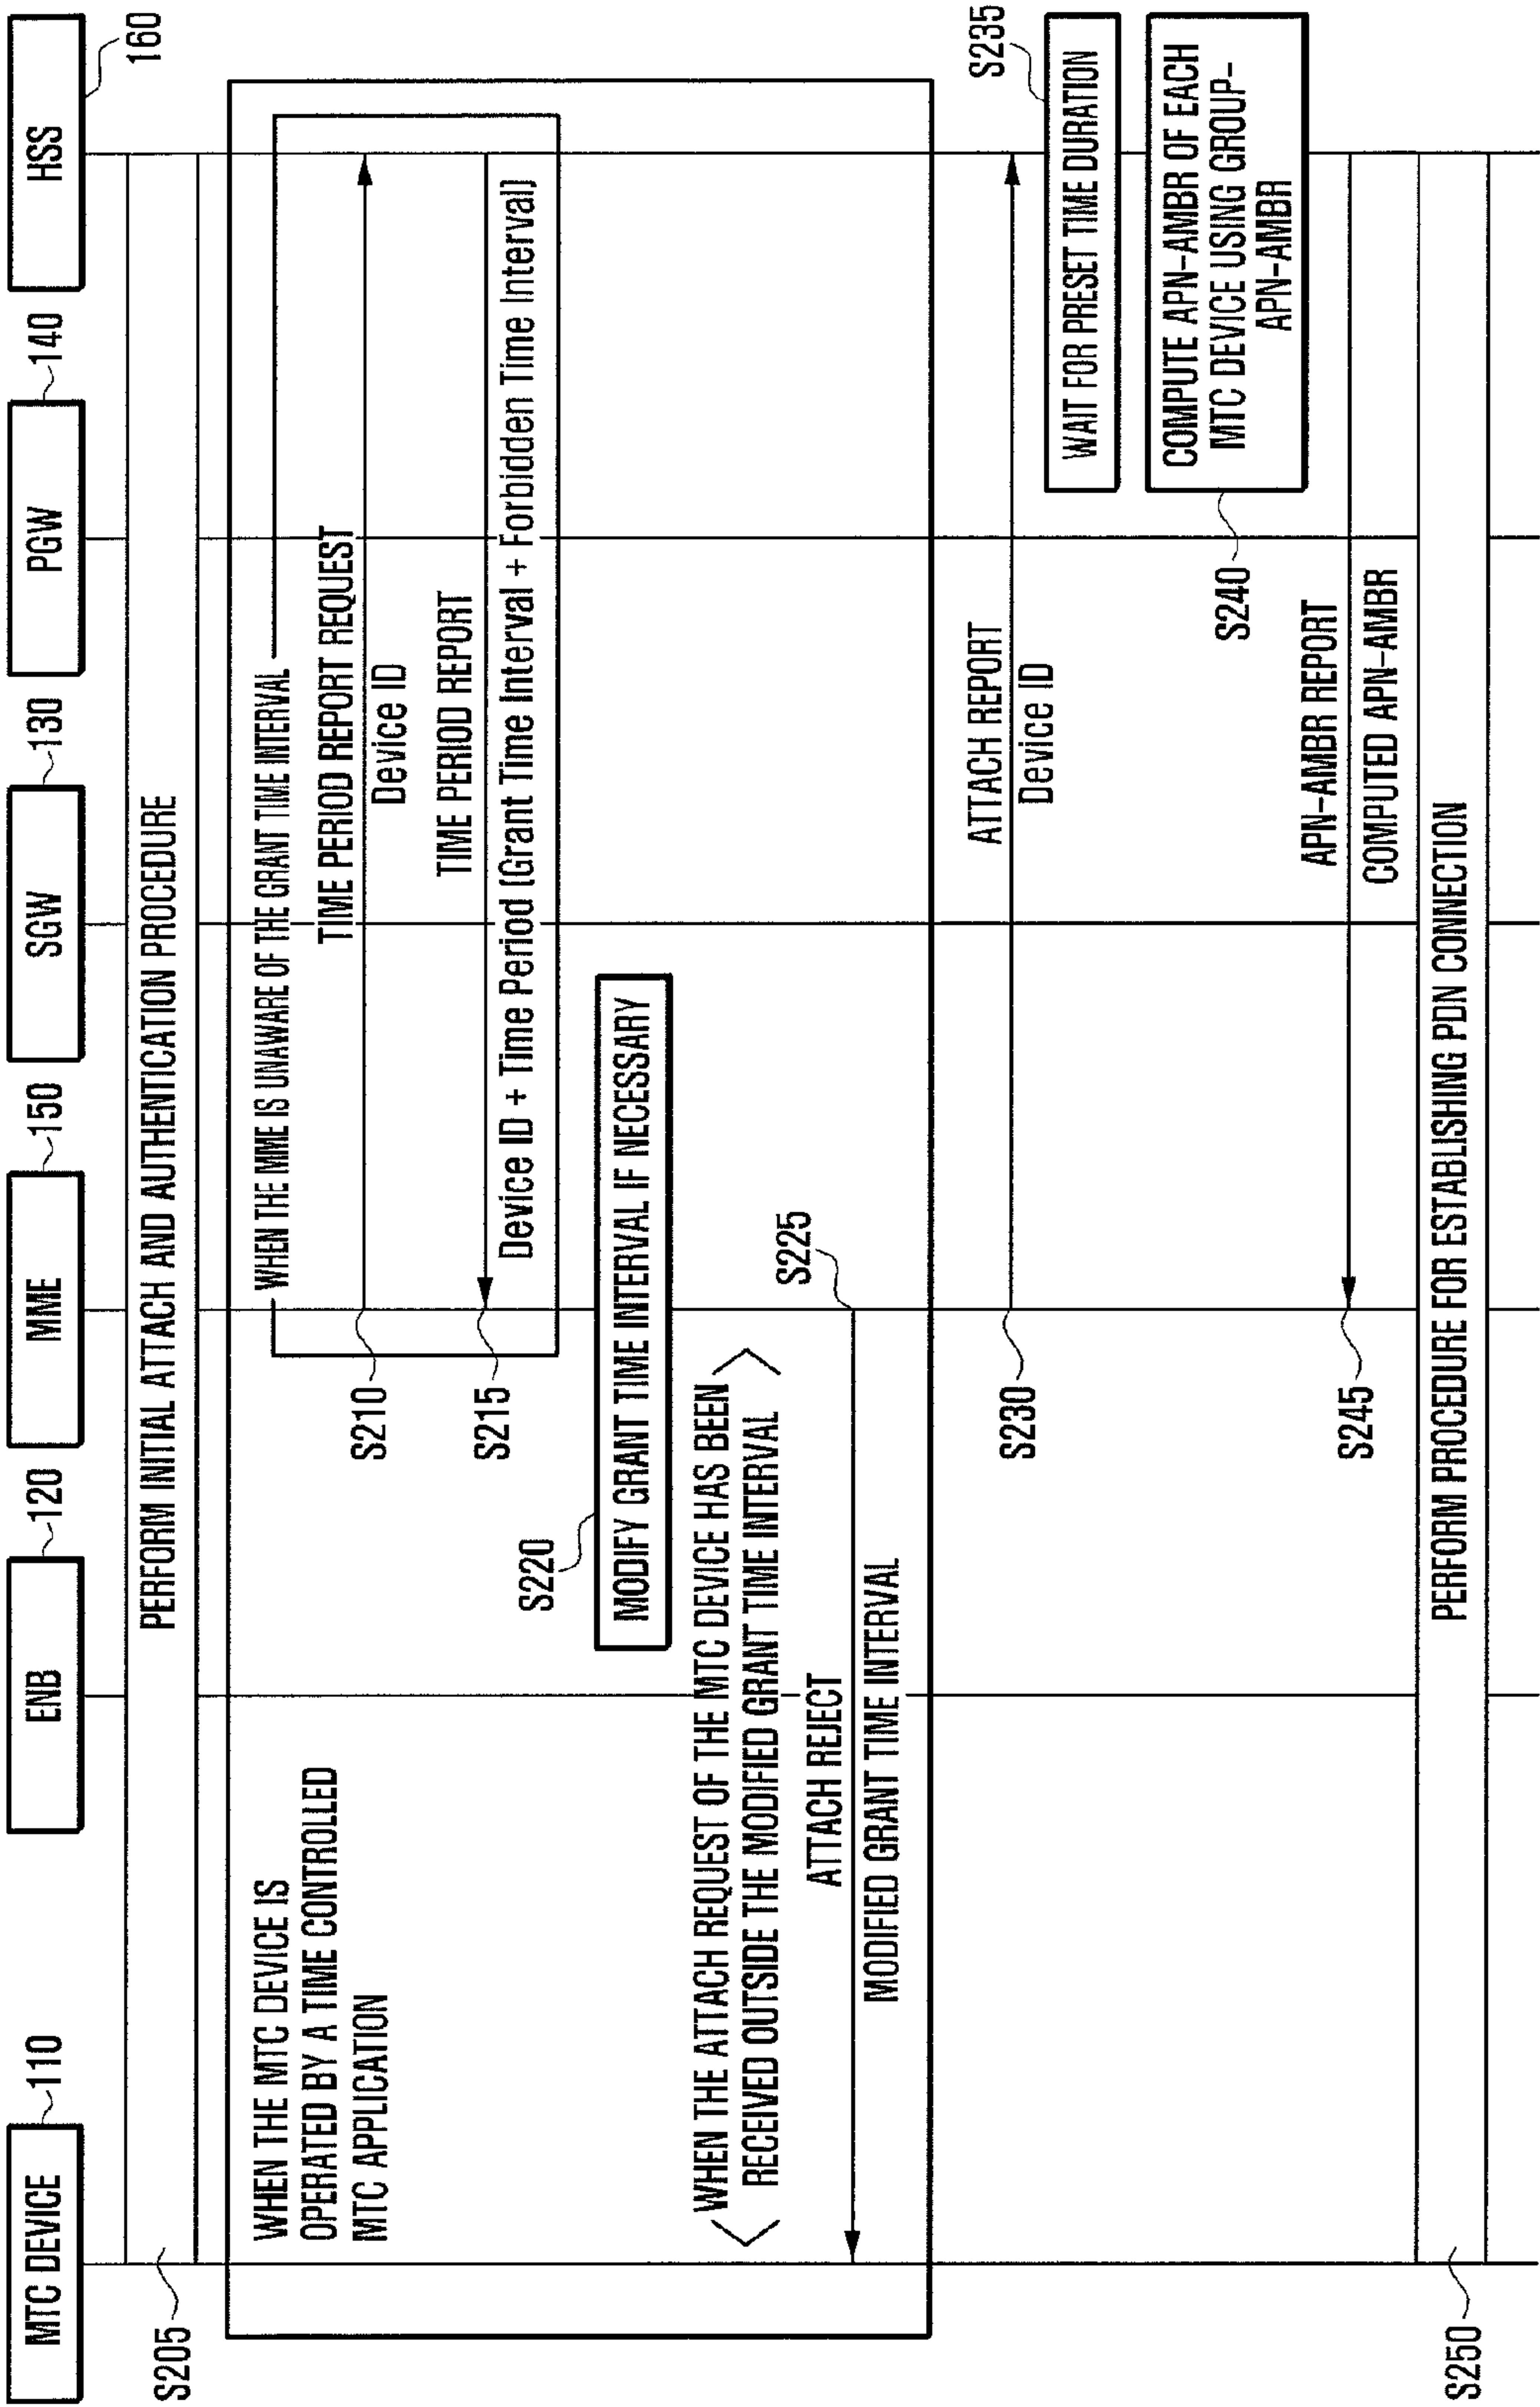 MTC DEVICE
110
ENB
120
MME
150
SGW
130
PGW
140
HSS
160
S205
PERFORM INITIAL ATTACH AND AUTHENTICATION PROCEDURE
WHEN THE MTC DEVICE IS
OPERATED BY A TIME CONTROLLED
MTC APPLICATION
WHEN THE MME IS UNAWARE OF THE GRANT TIME INTERVAL
TIME PERIOD REPORT REQUEST
S210
Device ID
TIME PERIOD REPORT
S215
Device ID + Time Period (Grant Time Interval + Forbidden Time Interval)
S220
MODIFY GRANT TIME INTERVAL IF NECESSARY
WHEN THE ATTACH REQUEST OF THE MTC DEVICE HAS BEEN
RECEIVED OUTSIDE THE MODIFIED GRANT TIME INTERVAL
S225
ATTACH REJECT
MODIFIED GRANT TIME INTERVAL
ATTACH REPORT
S230
Device ID
S235
WAIT FOR PRESET TIME DURATION
S240
COMPUTE APN-AMBR OF EACH
MTC DEVICE USING GROUP-
APN-AMBR
APN-AMBR REPORT
S245
COMPUTED APN-AMBR
S250
PERFORM PROCEDURE FOR ESTABLISHING PDN CONNECTION